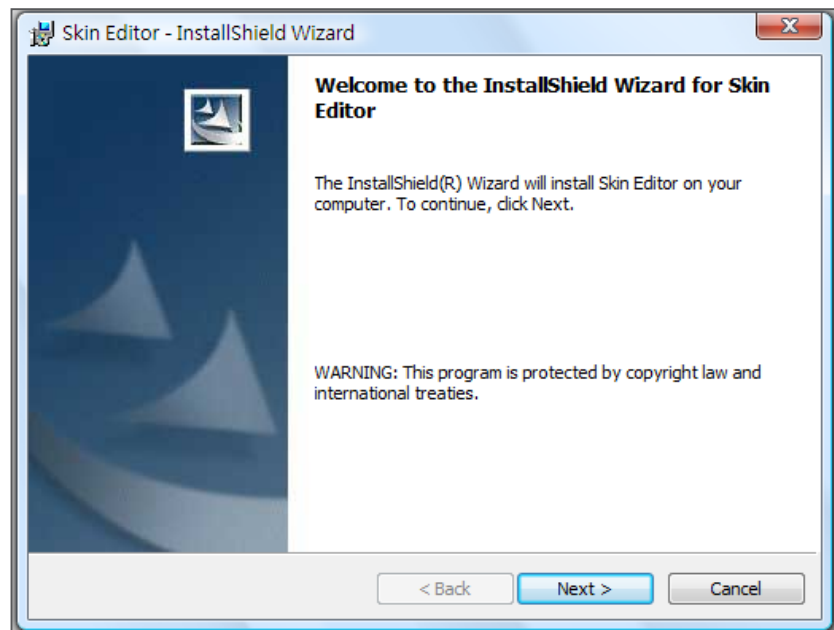 Skin Editor - InstallShield Wizard
Welcome to the InstallShield Wizard for Skin
Editor
The InstallShield(R) Wizard will install Skin Editor on your
computer. To continue, click Next.
WARNING: This program is protected by copyright law and
international treaties.
< Back
Next >
Cancel